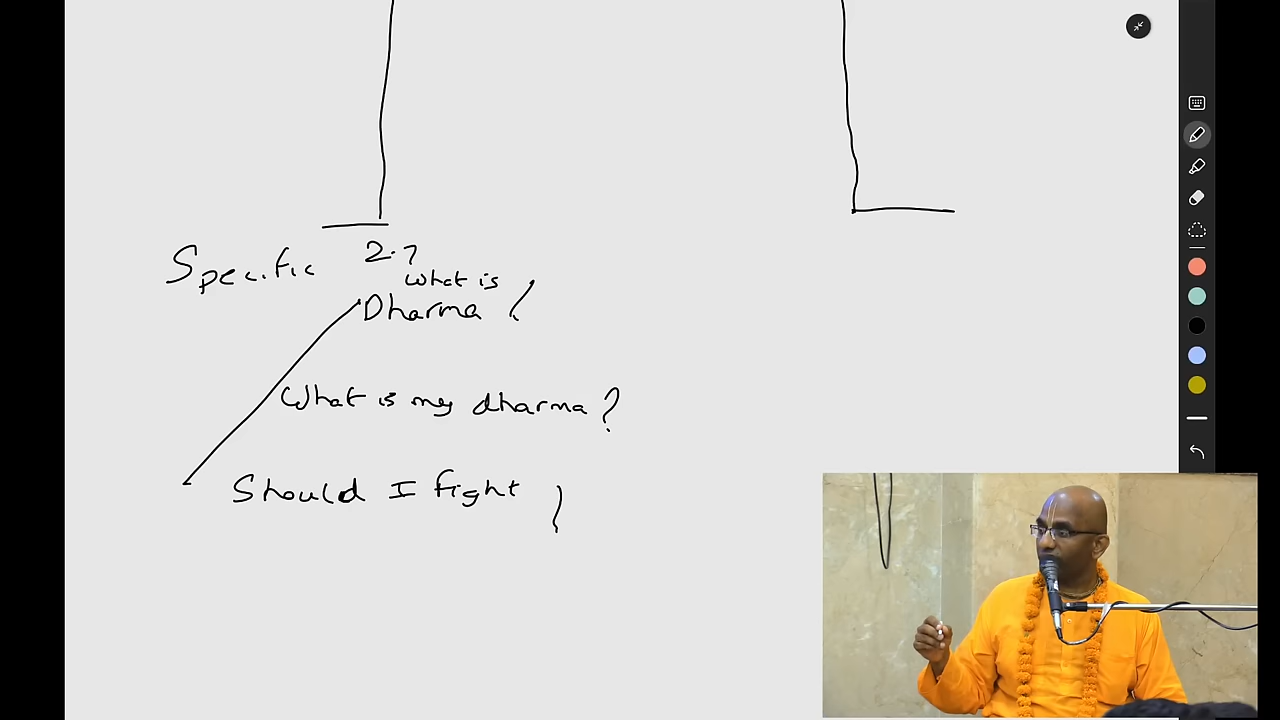 Specific 2.7
What is
Dharma ?
What is my dharma?
Should I fight ?